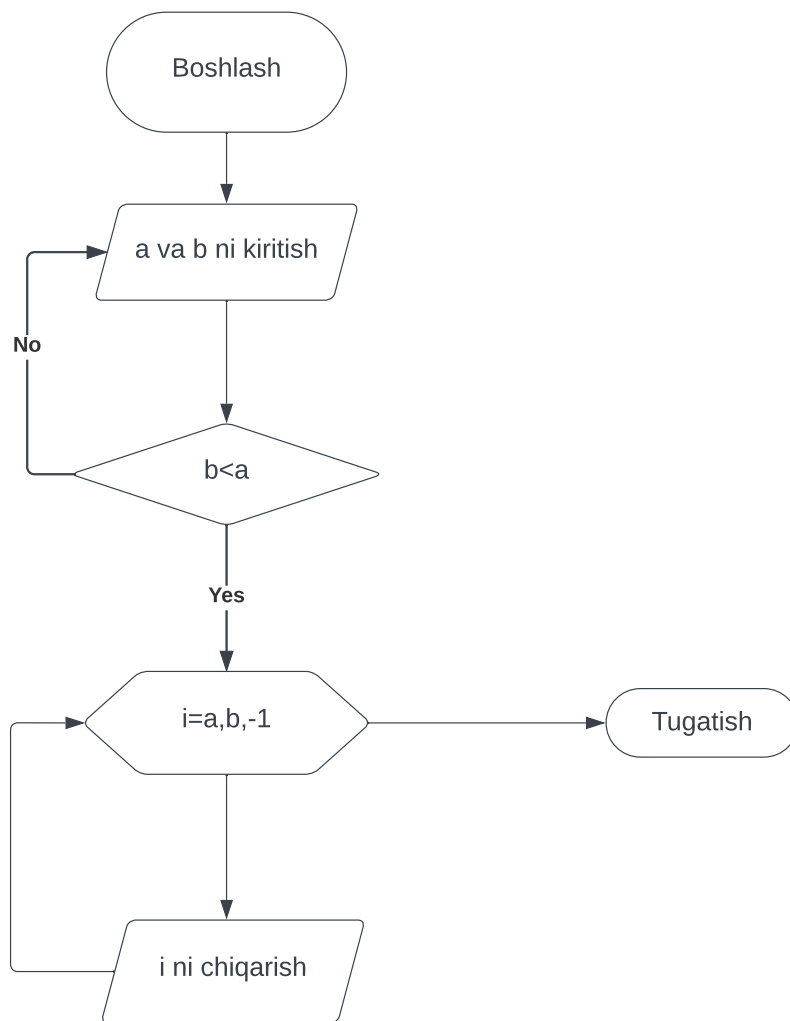 Boshlash
a va b ni kiritish
No
b<a
Yes
i=a,b,-1
Tugatish
i ni chiqarish